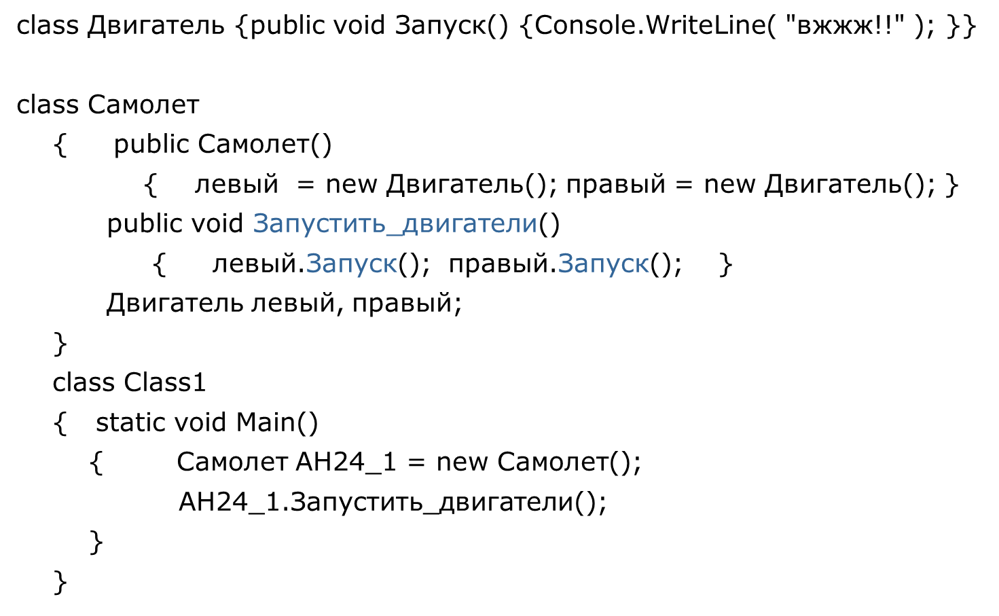 class Двигатель {public void Запуск() {Console.WriteLine( "вжжж!!" ); }}
class Самолет
{ public Самолет()
{ левый = new Двигатель(); правый = new Двигатель(); }
public void Запустить_двигатели()
{ левый.Запуск(); правый.Запуск(); }
Двигатель левый, правый;
}
class Class1
{ static void Main()
{ Самолет АН24_1 = new Самолет();
АН24_1.Запустить_двигатели();
}
}